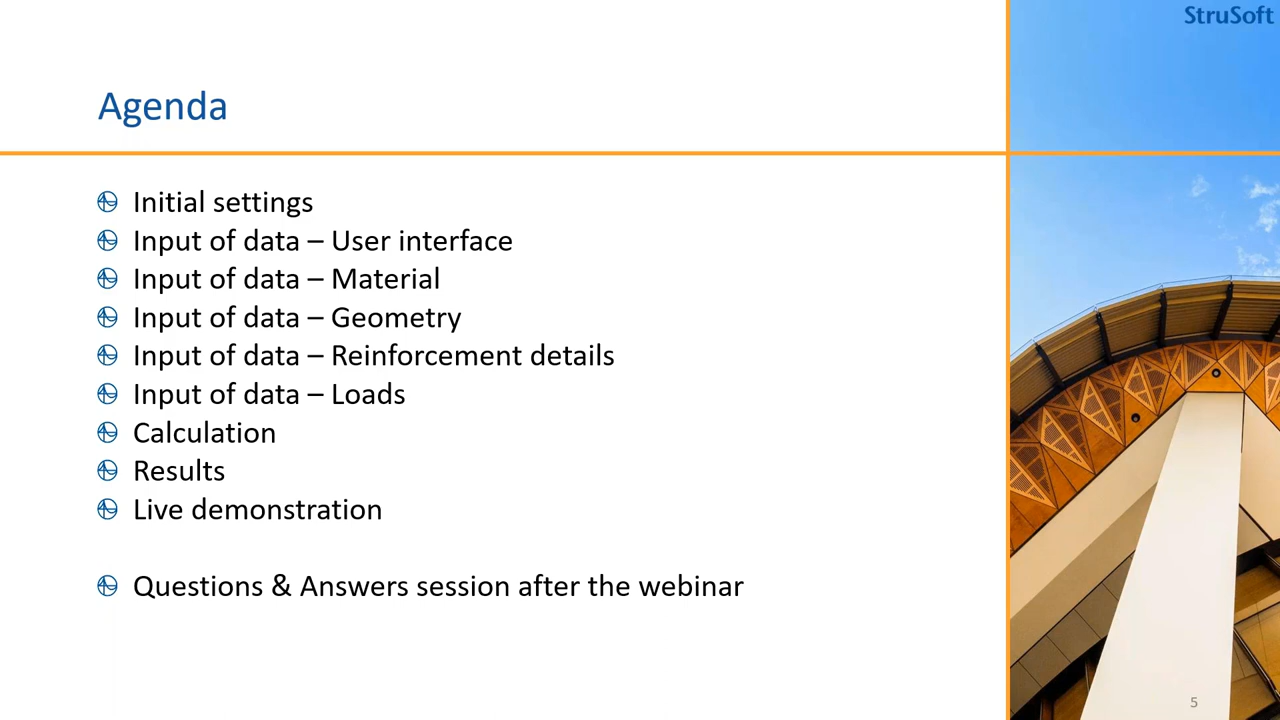 StruSoft
Agenda
Initial settings
Input of data – User interface
Input of data – Material
Input of data – Geometry
Input of data – Reinforcement details
Input of data – Loads
Calculation
Results
Live demonstration
Questions & Answers session after the webinar
5